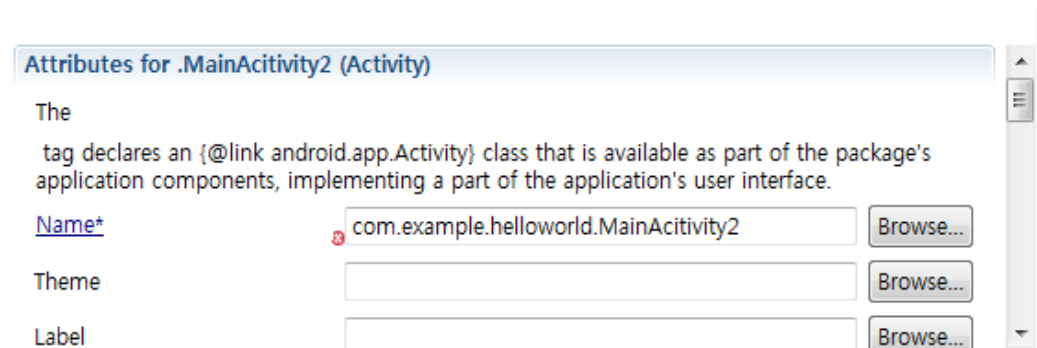 Attributes for .MainAcitivity2 (Activity)
The
tag declares an {@link android.app.Activity} class that is available as part of the package's
application components, implementing a part of the application's user interface.
Name* com.example.helloworld.MainAcitivity2 Browse...
Theme Browse...
Label Browse...